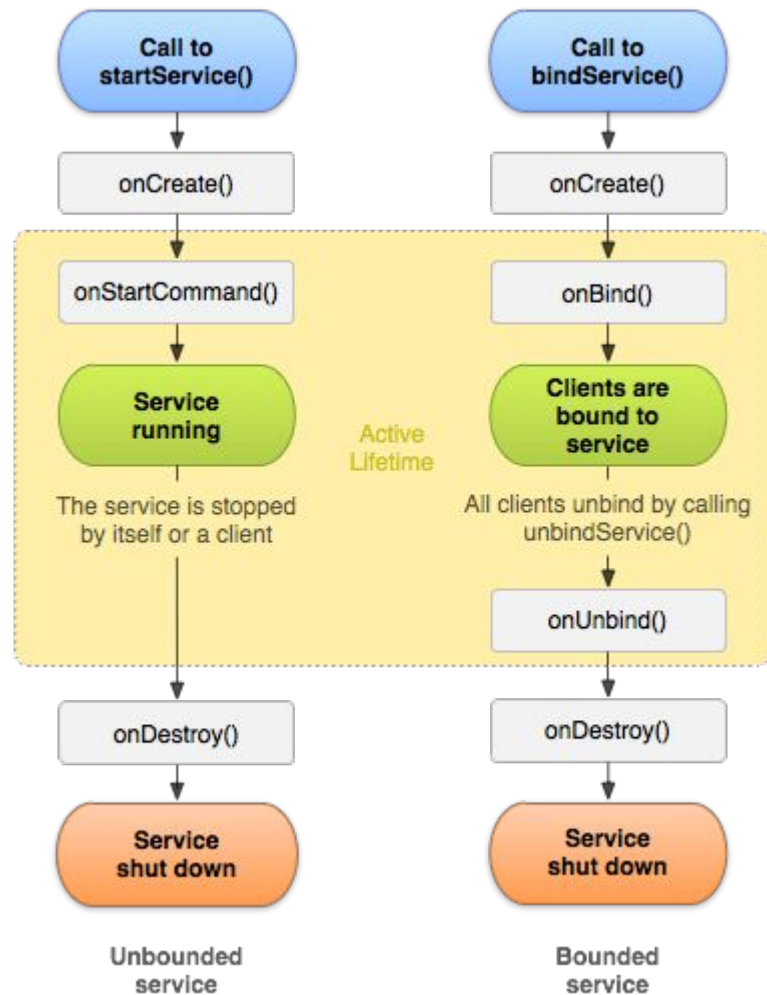 Call to
startService()
onCreate()
onStartCommand()
Service
running
The service is stopped
by itself or a client
onDestroy()
Service
shut down
Unbounded
service
Active
Lifetime
Call to
bindService()
onCreate()
onBind()
Clients are
bound to
service
All clients unbind by calling
unbindService()
onUnbind()
onDestroy()
Service
shut down
Bounded
service